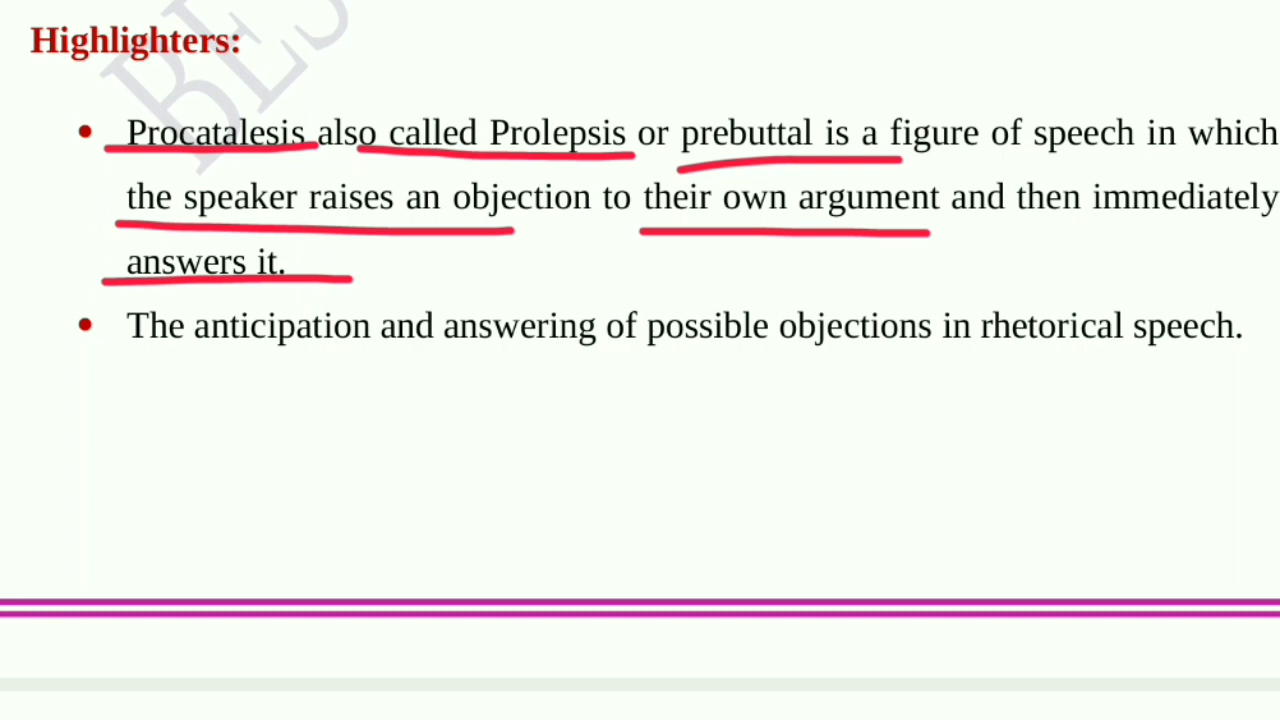 Highlighters:
• Procatalesis also called Prolepsis or prebuttal is a figure of speech in which
the speaker raises an objection to their own argument and then immediately
answers it.
• The anticipation and answering of possible objections in rhetorical speech.